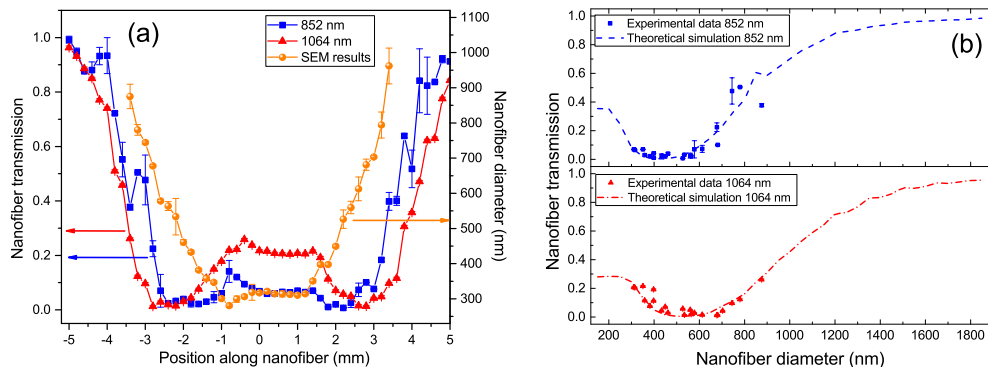 (a)
852 nm
1064 nm
SEM results
Nanofiber transmission
1.0
0.8
0.6
0.4
0.2
0.0
-5 -4 -3 -2 -1 0 1 2 3 4 5
Position along nanofiber (mm)
1100
1000
900
800
700
600
500
400
300
Nanofiber diameter (nm)
(b)
Experimental data 852 nm
Theoretical simulation 852 nm
1.0
0.8
0.6
0.4
0.2
0.0
Experimental data 1064 nm
Theoretical simulation 1064 nm
1.0
0.8
0.6
0.4
0.2
0.0
Nanofiber transmission
200 400 600 800 1000 1200 1400 1600 1800
Nanofiber diameter (nm)